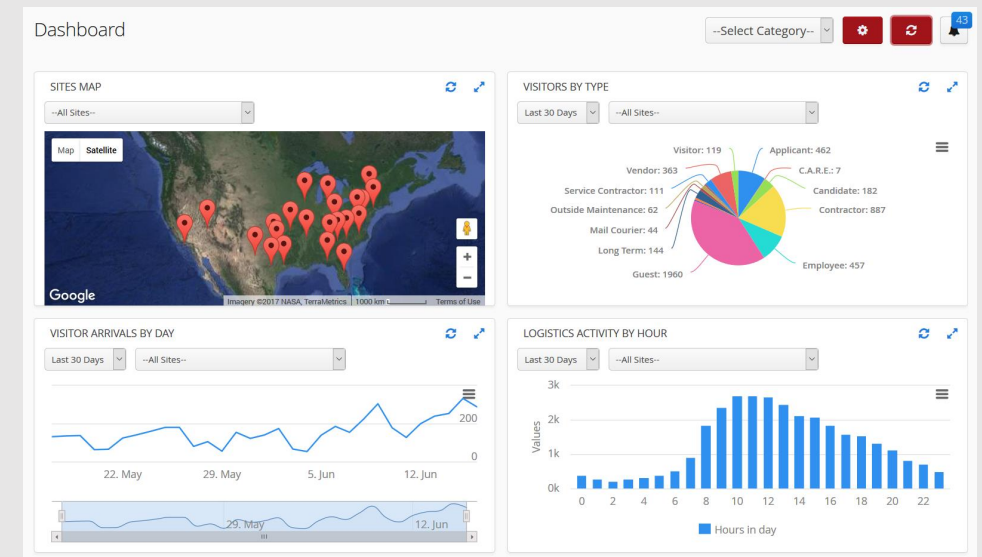 Dashboard
--Select Category--
43
SITES MAP
--All Sites--
Map
Satellite
Google
Imagery ©2017 NASA, TerraMetrics
1000 km
Terms of Use
VISITORS BY TYPE
Last 30 Days
--All Sites--
Visitor: 119
Applicant: 462
Vendor: 363
C.A.R.E.: 7
Service Contractor: 111
Candidate: 182
Outside Maintenance: 62
Contractor: 887
Mail Courier: 44
Long Term: 144
Employee: 457
Guest: 1960
VISITOR ARRIVALS BY DAY
Last 30 Days
--All Sites--
200
0
22. May
29. May
5. Jun
12. Jun
29. May
12. Jun
LOGISTICS ACTIVITY BY HOUR
Last 30 Days
--All Sites--
3k
2k
1k
0k
Values
0 2 4 6 8 10 12 14 16 18 20 22
Hours in day